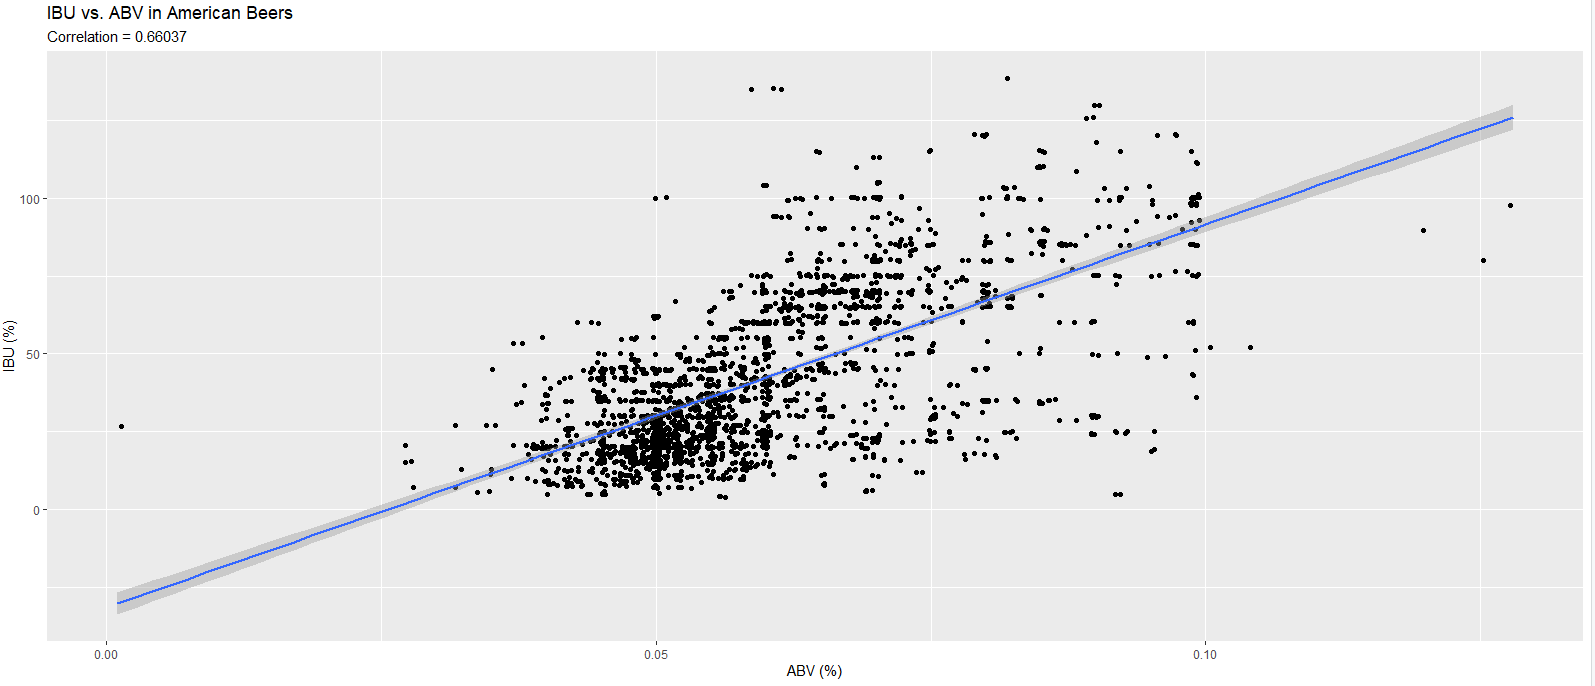 IBU vs. ABV in American Beers
Correlation = 0.66037
IBU (%)
100
50
0
0.00
0.05
0.10
ABV (%)